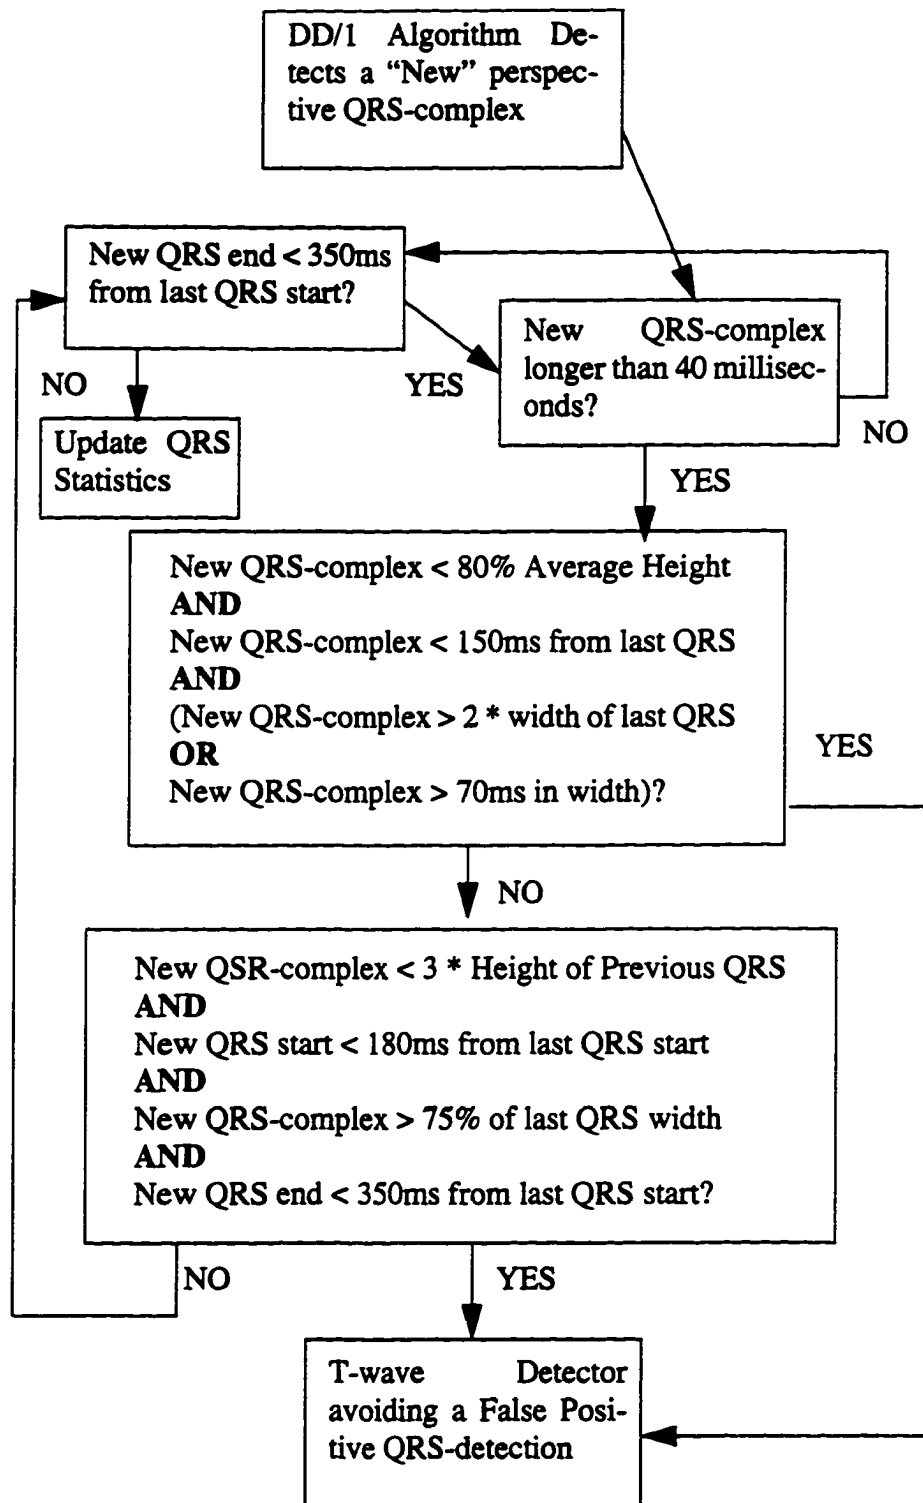 DD/1 Algorithm De-
tects a “New” perspec-
tive QRS-complex
New QRS end < 350ms
from last QRS start?
New QRS-complex
longer than 40 millisec-
onds?
NO
YES
NO
Update QRS
Statistics
YES
New QRS-complex < 80% Average Height
AND
New QRS-complex < 150ms from last QRS
AND
(New QRS-complex > 2 * width of last QRS
OR
New QRS-complex > 70ms in width)?
YES
NO
New QSR-complex < 3 * Height of Previous QRS
AND
New QRS start < 180ms from last QRS start
AND
New QRS-complex > 75% of last QRS width
AND
New QRS end < 350ms from last QRS start?
NO
YES
T-wave Detector
avoiding a False Posi-
tive QRS-detection